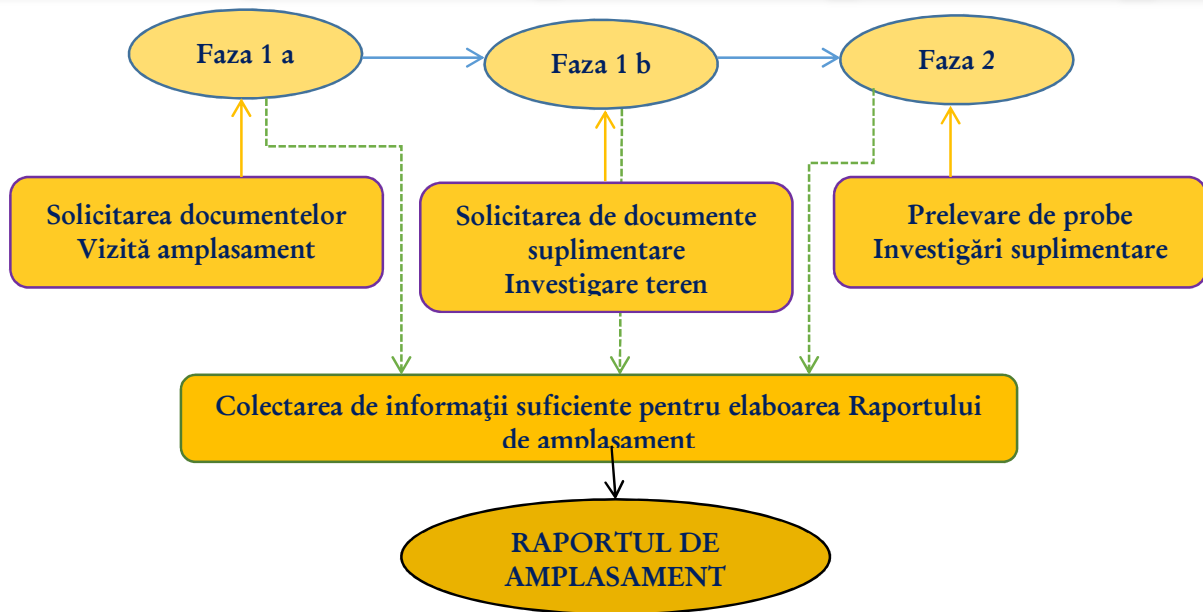 Faza 1 a
Faza 1 b
Faza 2
Solicitarea documentelor
Vizită amplasament
Solicitarea de documente
suplimentare
Investigare teren
Prelevare de probe
Investigări suplimentare
Colectarea de informaţii suficiente pentru elaboarea Raportului
de amplasament
RAPORTUL DE
AMPLASAMENT